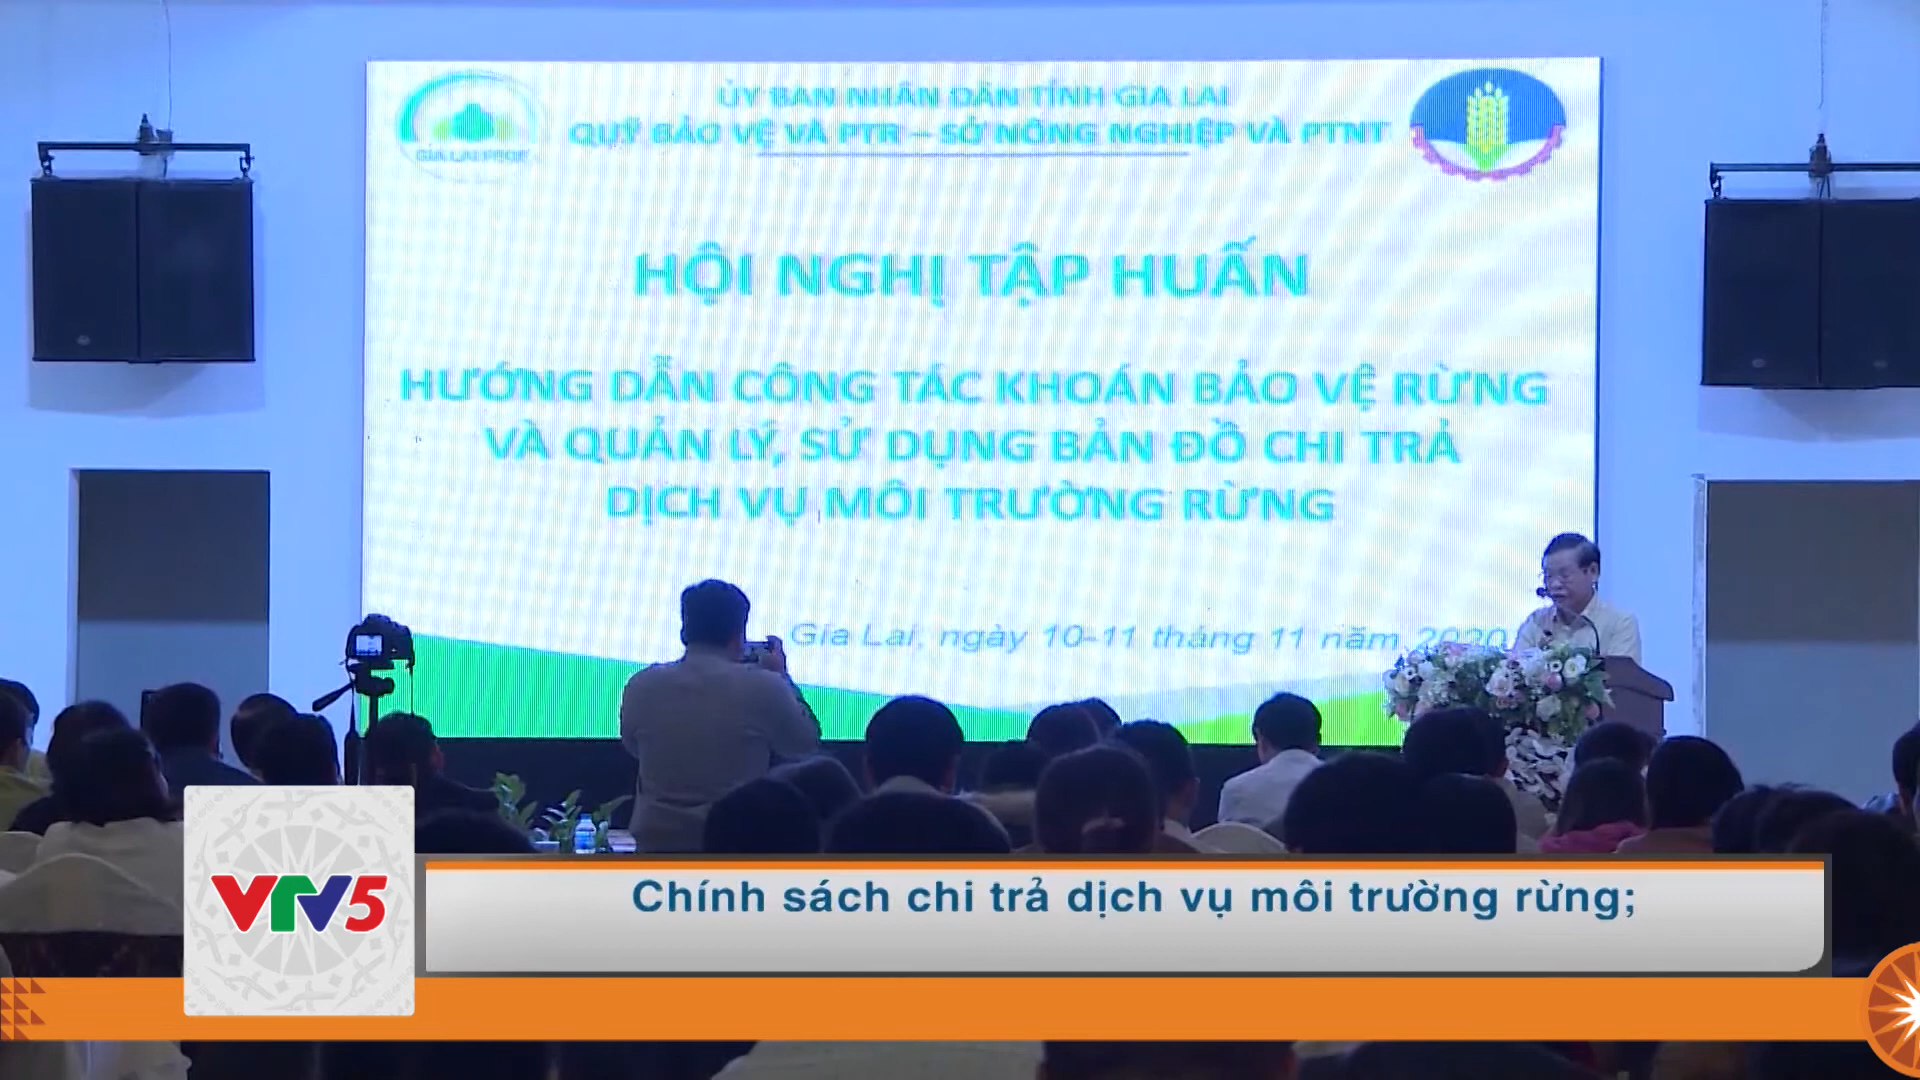 ỦY BAN NHÂN DÂN TỈNH GIA LAI
QUỸ BẢO VỆ VÀ PTR – SỞ NÔNG NGHIỆP VÀ PTNT
GIA LAI FPDF
HỘI NGHỊ TẬP HUẤN
HƯỚNG DẪN CÔNG TÁC KHOÁN BẢO VỆ RỪNG
VÀ QUẢN LÝ, SỬ DỤNG BẢN ĐỒ CHI TRẢ
DỊCH VỤ MÔI TRƯỜNG RỪNG
Gia Lai, ngày 10-11 tháng 11 năm 2020
VTV5
Chính sách chi trả dịch vụ môi trường rừng;